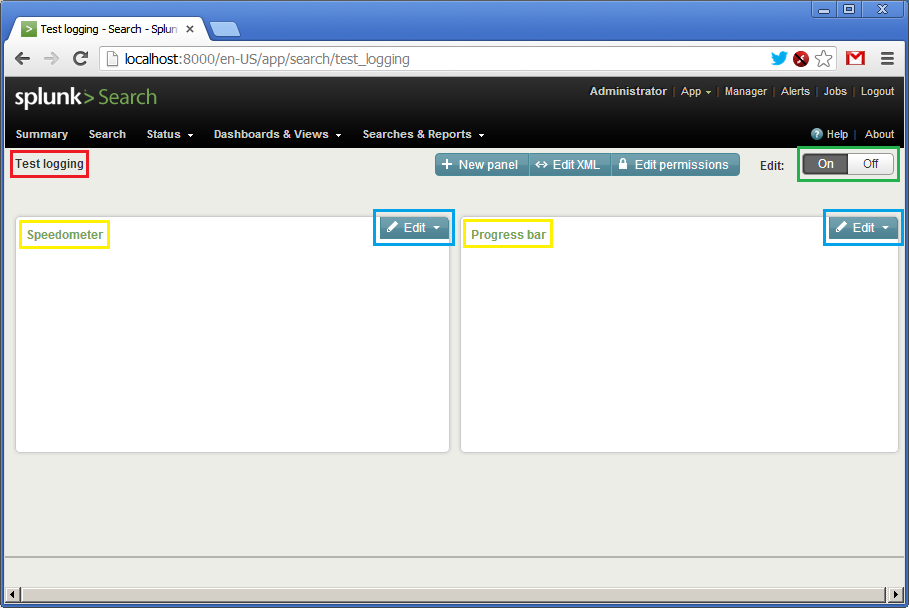 Test logging - Search - Splun
localhost:8000/en-US/app/search/test_logging
splunk> Search
Administrator | App | Manager | Alerts | Jobs | Logout
Summary Search Status Dashboards & Views Searches & Reports Help | About
Test logging + New panel Edit XML Edit permissions Edit: On Off
Speedometer Edit Progress bar Edit